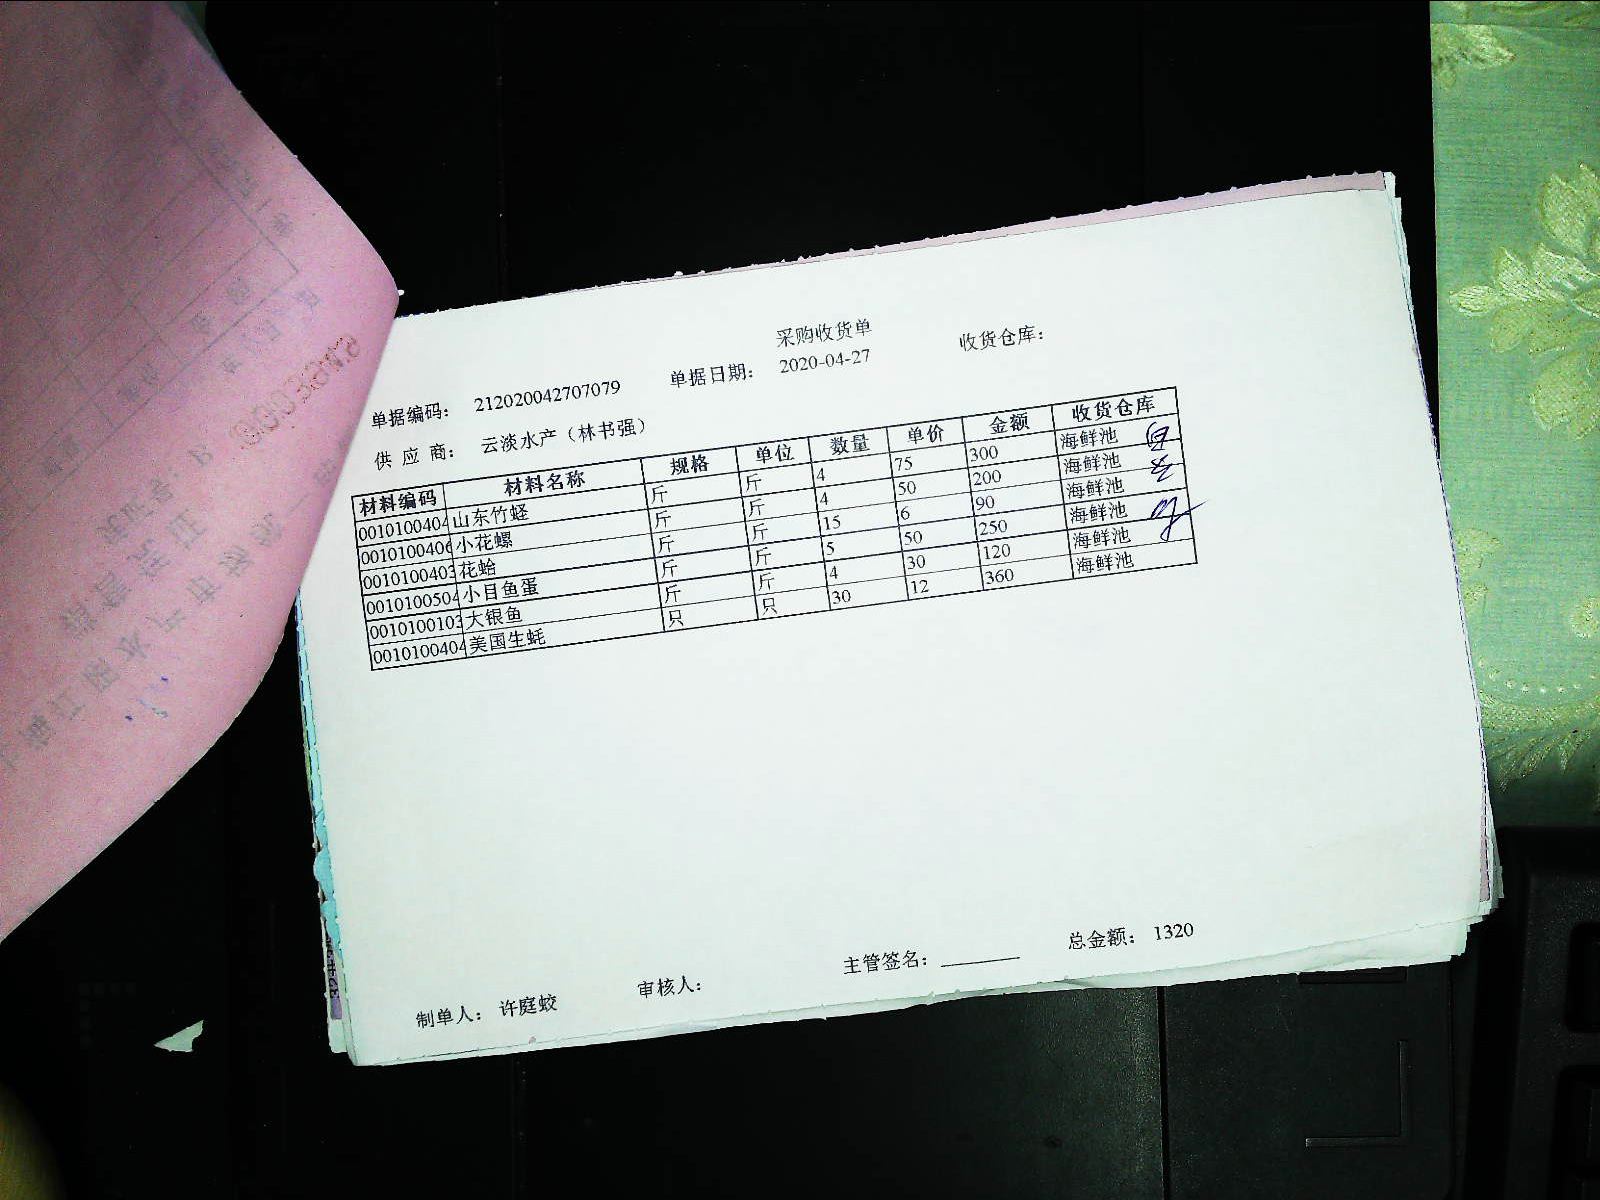 采购收货单
单据编码： 212020042707079 单据日期： 2020-04-27 收货仓库：
供 应 商： 云淡水产（林书强）
材料编码 材料名称 规格 单位 数量 单价 金额 收货仓库
0010100404 山东竹蛏 斤 斤 4 75 300 海鲜池
0010100406 小花螺 斤 斤 4 50 200 海鲜池
0010100403 花蛤 斤 斤 15 6 90 海鲜池
0010100504 小目鱼蛋 斤 斤 5 50 250 海鲜池
0010100103 大银鱼 斤 斤 4 30 120 海鲜池
0010100404 美国生蚝 只 只 30 12 360 海鲜池
制单人： 许庭蛟 审核人： 主管签名： 总金额： 1320